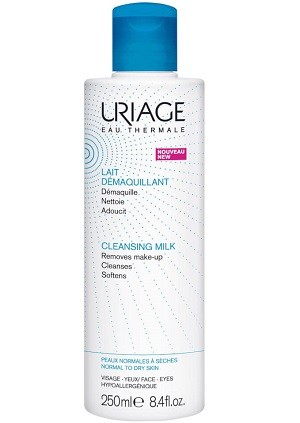 URIAGE
EAU THERMALE
NOUVEAU
NEW
LAIT
DÉMAQUILLANT
Démaquille
Nettoie
Adoucit
CLEANSING MILK
Removes make-up
Cleanses
Softens
PEAUX NORMALES À SÈCHES
NORMAL TO DRY SKIN
VISAGE - YEUX/ FACE - EYES
HYPOALLERGÉNIQUE
250ml e 8.4fl.oz.